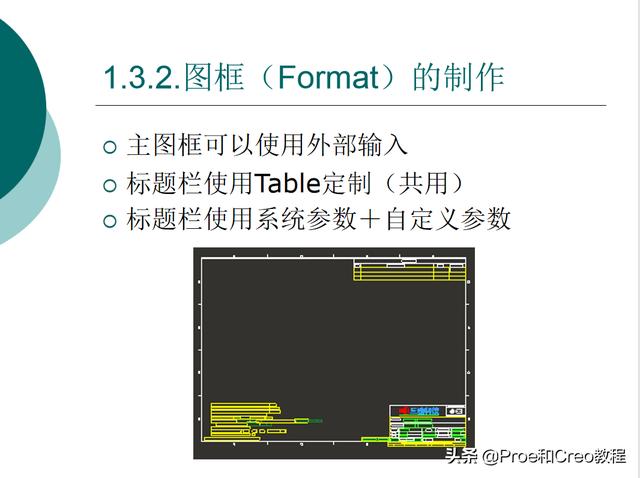 1.3.2.图框（Format）的制作
主图框可以使用外部输入
标题栏使用Table定制（共用）
标题栏使用系统参数＋自定义参数
头条 @Proe和Creo教程